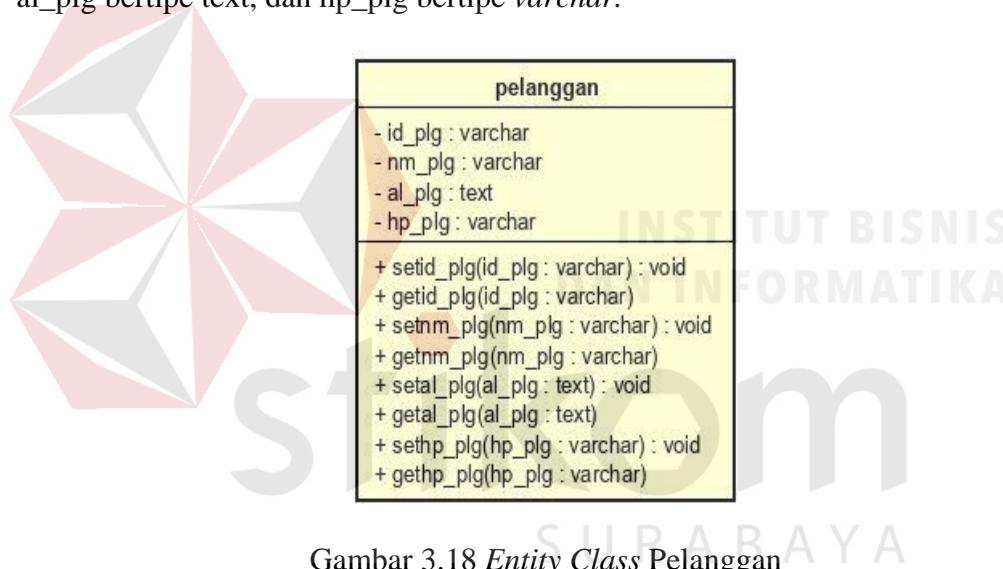 al_plg bertipe text, dan hp_plg bertipe varchar.
pelanggan
- id_plg : varchar
- nm_plg : varchar
- al_plg : text
- hp_plg : varchar
+ setid_plg(id_plg : varchar) : void
+ getid_plg(id_plg : varchar)
+ setnm_plg(nm_plg : varchar) : void
+ getnm_plg(nm_plg : varchar)
+ setal_plg(al_plg : text) : void
+ getal_plg(al_plg : text)
+ sethp_plg(hp_plg : varchar) : void
+ gethp_plg(hp_plg : varchar)
INSTITUT BISNIS
DAN INFORMATIKA
stikom
SURABAYA
Gambar 3.18 Entity Class Pelanggan